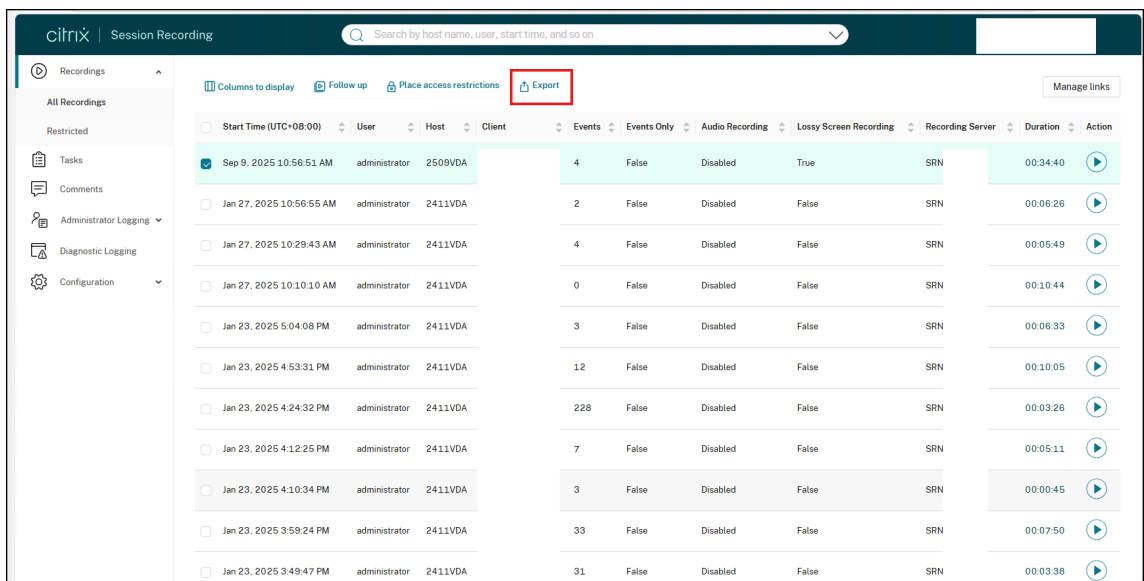 citrix | Session Recording
Search by host name, user, start time, and so on
Recordings
All Recordings
Restricted
Tasks
Comments
Administrator Logging
Diagnostic Logging
Configuration
Columns to display Follow up Place access restrictions Export Manage links
Start Time (UTC+08:00) User Host Client Events Events Only Audio Recording Lossy Screen Recording Recording Server Duration Action
Sep 9, 2025 10:56:51 AM administrator 2509VDA 4 False Disabled True SRN 00:34:40
Jan 27, 2025 10:56:55 AM administrator 2411VDA 2 False Disabled False SRN 00:06:26
Jan 27, 2025 10:29:43 AM administrator 2411VDA 4 False Disabled False SRN 00:05:49
Jan 27, 2025 10:10:10 AM administrator 2411VDA 0 False Disabled False SRN 00:10:44
Jan 23, 2025 5:04:08 PM administrator 2411VDA 3 False Disabled False SRN 00:06:33
Jan 23, 2025 4:53:31 PM administrator 2411VDA 12 False Disabled False SRN 00:10:05
Jan 23, 2025 4:24:32 PM administrator 2411VDA 228 False Disabled False SRN 00:03:26
Jan 23, 2025 4:12:25 PM administrator 2411VDA 7 False Disabled False SRN 00:05:11
Jan 23, 2025 4:10:34 PM administrator 2411VDA 3 False Disabled False SRN 00:00:45
Jan 23, 2025 3:59:24 PM administrator 2411VDA 33 False Disabled False SRN 00:07:50
Jan 23, 2025 3:49:47 PM administrator 2411VDA 31 False Disabled False SRN 00:03:38